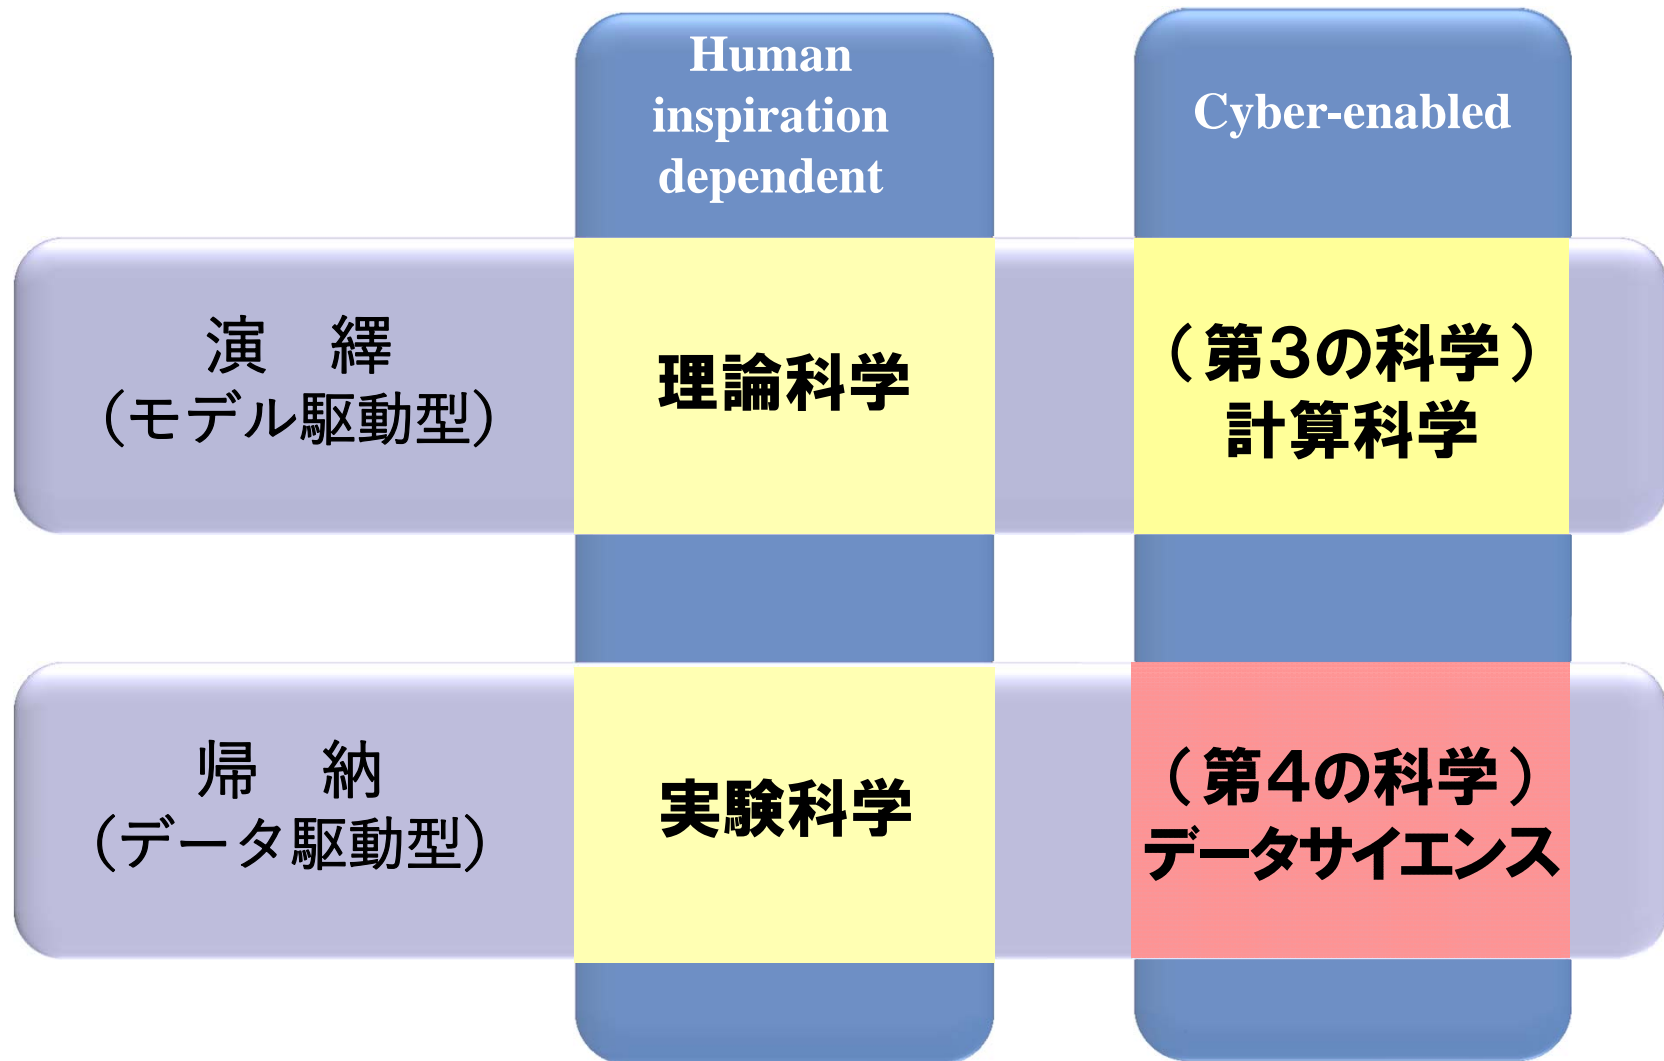 Human
inspiration
dependent
Cyber-enabled
演　繹
（モデル駆動型）
理論科学
（第3の科学）
計算科学
帰　納
（データ駆動型）
実験科学
（第4の科学）
データサイエンス